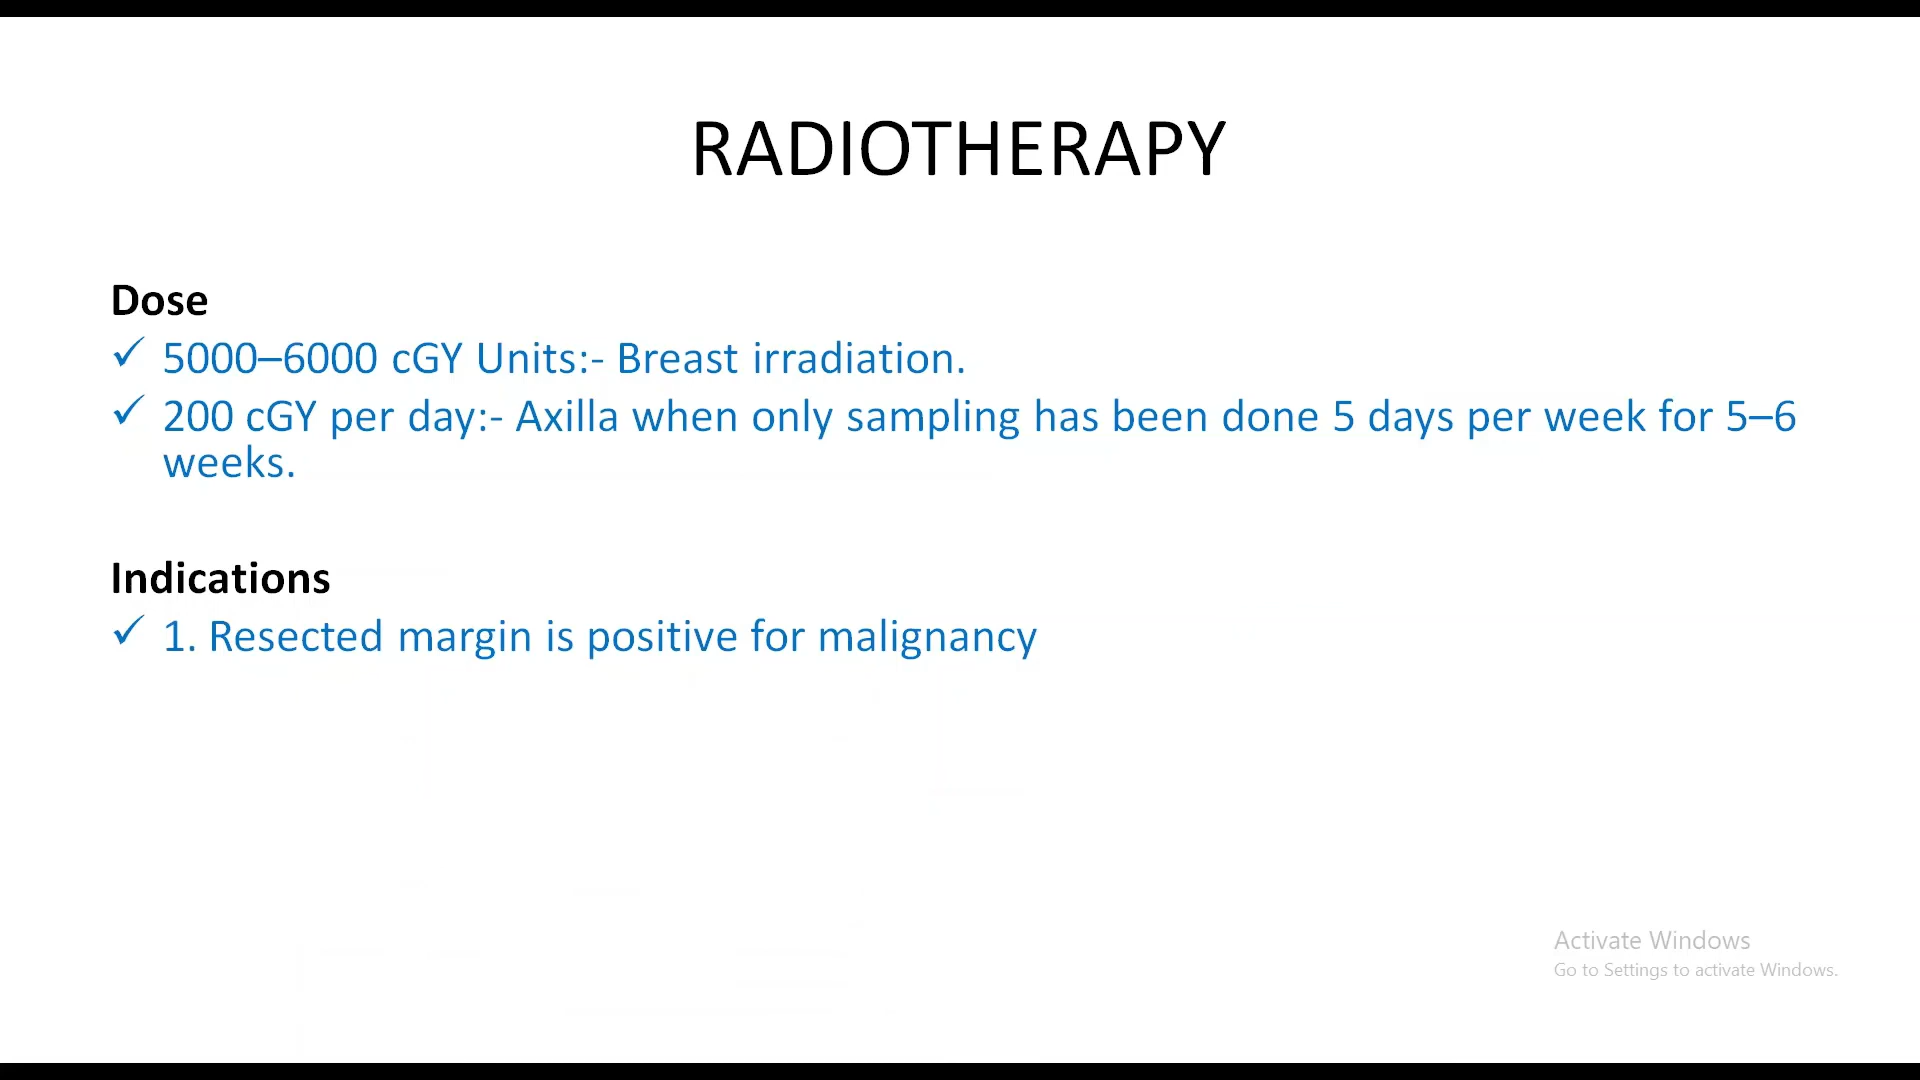 RADIOTHERAPY
Dose
✓ 5000–6000 cGY Units:- Breast irradiation.
✓ 200 cGY per day:- Axilla when only sampling has been done 5 days per week for 5–6
weeks.
Indications
✓ 1. Resected margin is positive for malignancy
Activate Windows
Go to Settings to activate Windows.